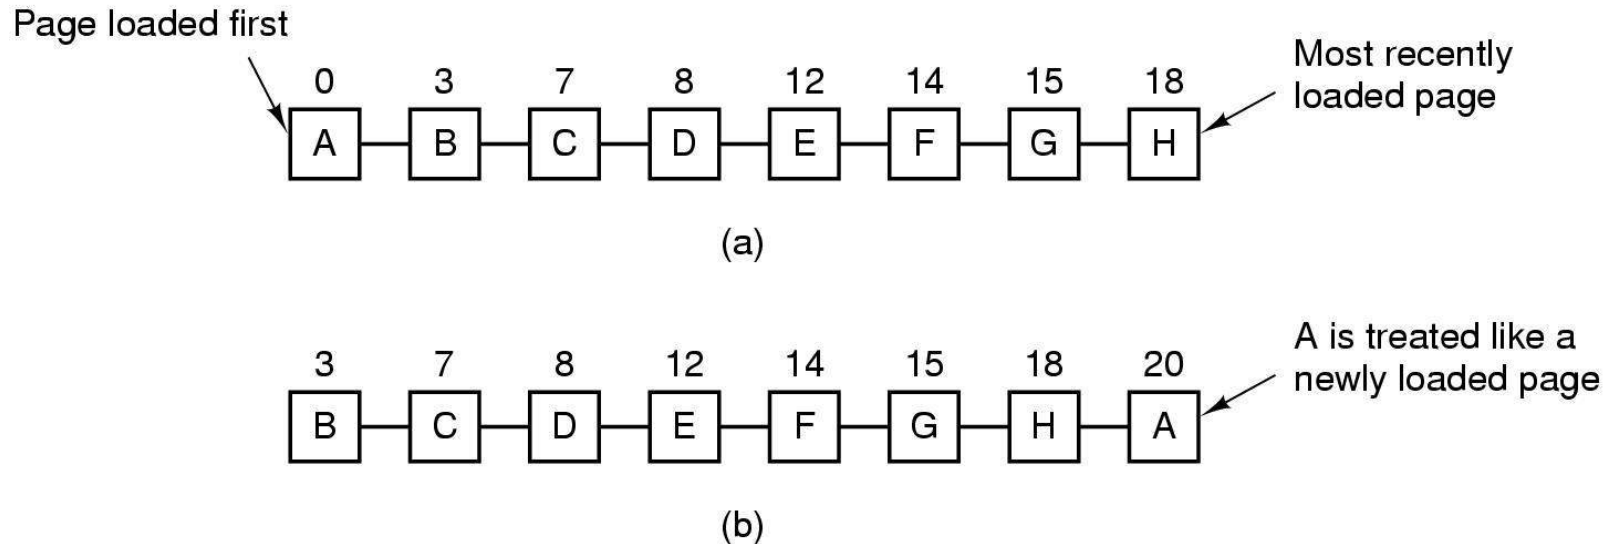 Page loaded first
Most recently
loaded page
0 3 7 8 12 14 15 18
A B C D E F G H
(a)
A is treated like a
newly loaded page
3 7 8 12 14 15 18 20
B C D E F G H A
(b)